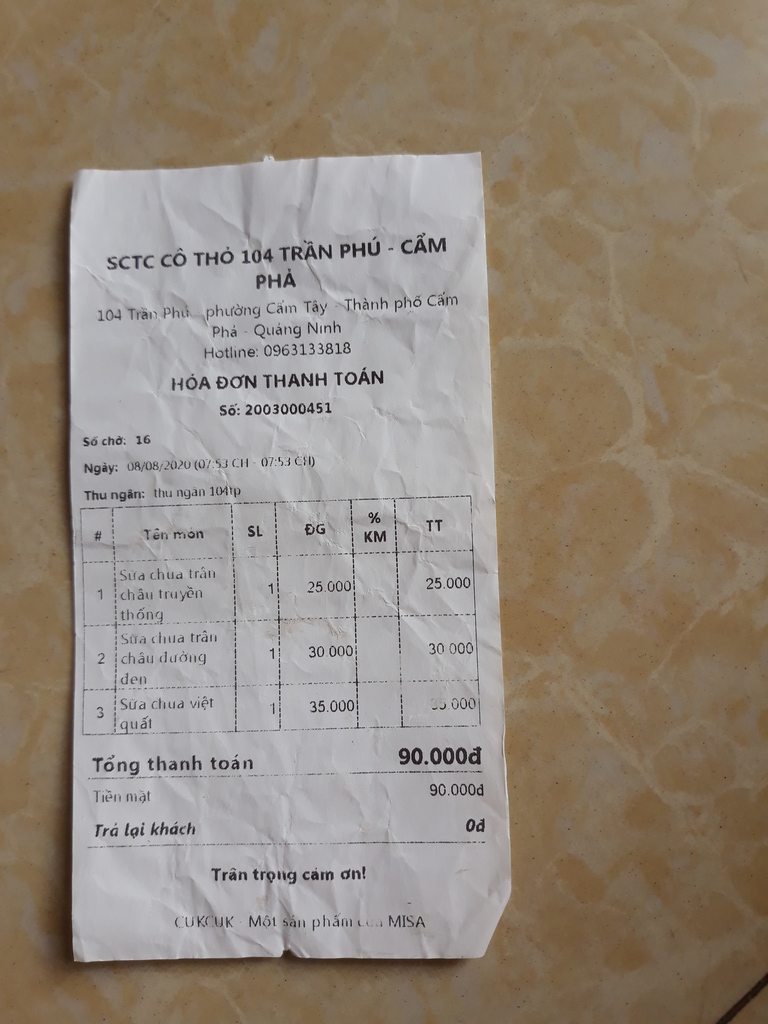 SCTC CÔ THỎ 104 TRẦN PHÚ - CẨM
PHẢ
104 Trần Phú phường Cẩm Tây - Thành phố Cẩm
Phả - Quảng Ninh
Hotline: 0963133818
HÓA ĐƠN THANH TOÁN
Số: 2003000451
Số chờ: 16
Ngày: 08/08/2020 (07:53 CH - 07:53 CH)
Thu ngân: thu ngân 104tp
# Tên món SL ĐG % KM TT
1 Sữa chua trân châu truyền thống 1 25.000 25.000
2 Sữa chua trân châu đường đen 1 30.000 30.000
3 Sữa chua việt quất 1 35.000 35.000
Tổng thanh toán 90.000đ
Tiền mặt 90.000đ
Trả lại khách 0đ
Trân trọng cảm ơn!
CUKCUK - Một sản phẩm của MISA